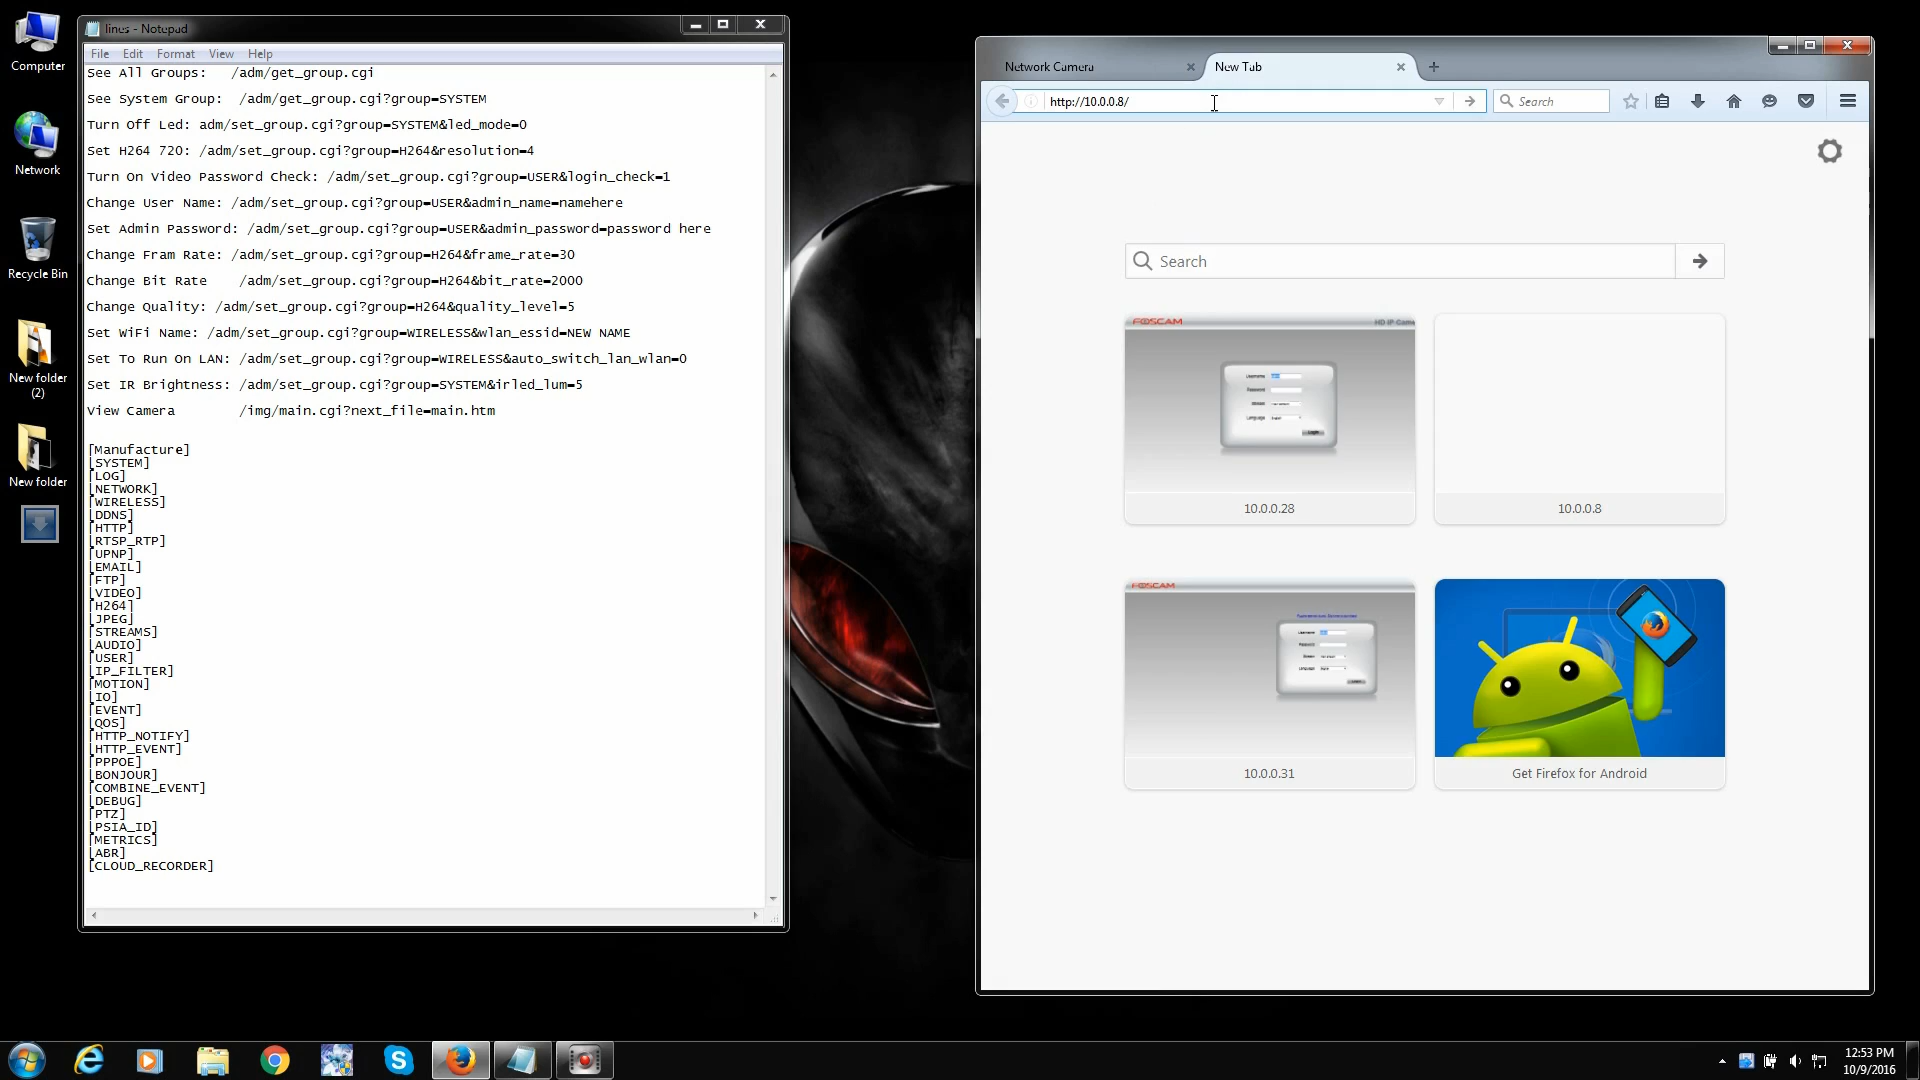 Computer
Network
Recycle Bin
New folder
(2)
New folder
lines - Notepad
File Edit Format View Help
See All Groups: /adm/get_group.cgi
See System Group: /adm/get_group.cgi?group=SYSTEM
Turn Off Led: adm/set_group.cgi?group=SYSTEM&led_mode=0
Set H264 720: /adm/set_group.cgi?group=H264&resolution=4
Turn On Video Password Check: /adm/set_group.cgi?group=USER&login_check=1
Change User Name: /adm/set_group.cgi?group=USER&admin_name=namehere
Set Admin Password: /adm/set_group.cgi?group=USER&admin_password=password here
Change Fram Rate: /adm/set_group.cgi?group=H264&frame_rate=30
Change Bit Rate /adm/set_group.cgi?group=H264&bit_rate=2000
Change Quality: /adm/set_group.cgi?group=H264&quality_level=5
Set WiFi Name: /adm/set_group.cgi?group=WIRELESS&wlan_essid=NEW NAME
Set To Run On LAN: /adm/set_group.cgi?group=WIRELESS&auto_switch_lan_wlan=0
Set IR Brightness: /adm/set_group.cgi?group=SYSTEM&irled_lum=5
View Camera /img/main.cgi?next_file=main.htm
[Manufacture]
[SYSTEM]
[LOG]
[NETWORK]
[WIRELESS]
[DDNS]
[HTTP]
[RTSP_RTP]
[UPNP]
[EMAIL]
[FTP]
[VIDEO]
[H264]
[JPEG]
[STREAMS]
[AUDIO]
[USER]
[IP_FILTER]
[MOTION]
[IO]
[EVENT]
[QOS]
[HTTP_NOTIFY]
[HTTP_EVENT]
[PPPOE]
[BONJOUR]
[COMBINE_EVENT]
[DEBUG]
[PTZ]
[PSIA_ID]
[METRICS]
[ABR]
[CLOUD_RECORDER]
Network Camera
New Tab
http://10.0.0.8/
Search
Search
FOSCAM
HD IP Came
Username
Password
Language
Login
10.0.0.28
10.0.0.8
FOSCAM
Username
Password
Language
10.0.0.31
Get Firefox for Android
12:53 PM
10/9/2016